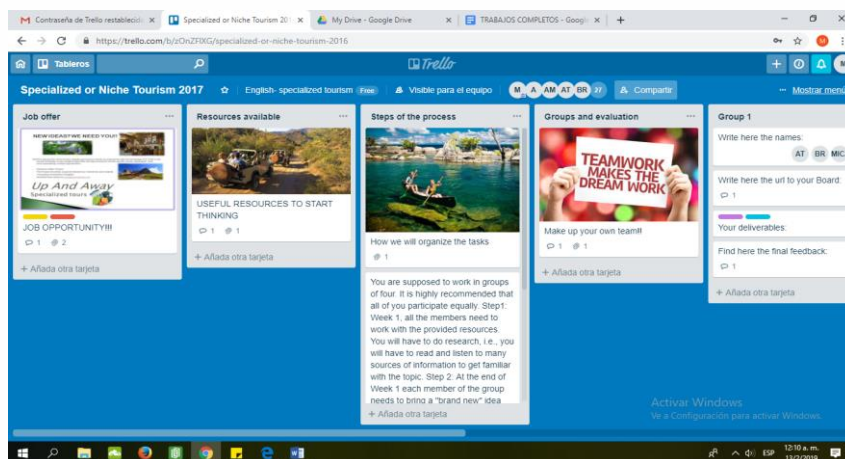 Contraseña de Trello restableci
Specialized or Niche Tourism 201
My Drive - Google Drive
TRABAJOS COMPLETOS - Googl
https://trello.com/b/zOnZFIXG/specialized-or-niche-tourism-2016
Tableros
Trello
Specialized or Niche Tourism 2017
English- specialized tourism
Free
Visible para el equipo
M
A
AM
AT
BR
27
Compartir
Mostrar menú
Job offer
NEW IDEAS? WE NEED YOU!
Up And Away
Specialized tours
JOB OPPORTUNITY!!!
1
2
+ Añada otra tarjeta
Resources available
USEFUL RESOURCES TO START
THINKING
1
1
+ Añada otra tarjeta
Steps of the process
How we will organize the tasks
1
You are supposed to work in groups
of four. It is highly recommended that
all of you participate equally. Step1:
Week 1, all the members need to
work with the provided resources.
You will have to do research, i.e., you
will have to read and listen to many
sources of information to get familiar
with the topic. Step 2: At the end of
Week 1 each member of the group
needs to bring a "brand new" idea
+ Añada otra tarjeta
Groups and evaluation
TEAMWORK
MAKES THE
DREAM WORK
Make up your own team!!
1
1
+ Añada otra tarjeta
Group 1
Write here the names:
AT
BR
MIC
Write here the url to your Board:
1
Your deliverables:
Find here the final feedback:
1
+ Añada otra tarjeta
Activar Windows
Ve a Configuración para activar Windows.
ESP
12:10 a. m.
13/2/2019